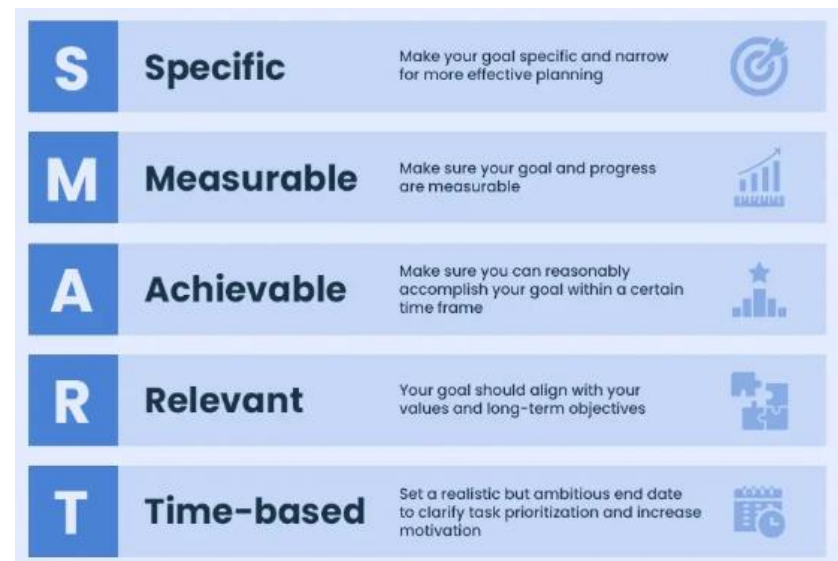 S
Specific
Make your goal specific and narrow
for more effective planning
M
Measurable
Make sure your goal and progress
are measurable
A
Achievable
Make sure you can reasonably
accomplish your goal within a certain
time frame
R
Relevant
Your goal should align with your
values and long-term objectives
T
Time-based
Set a realistic but ambitious end date
to clarify task prioritization and increase
motivation